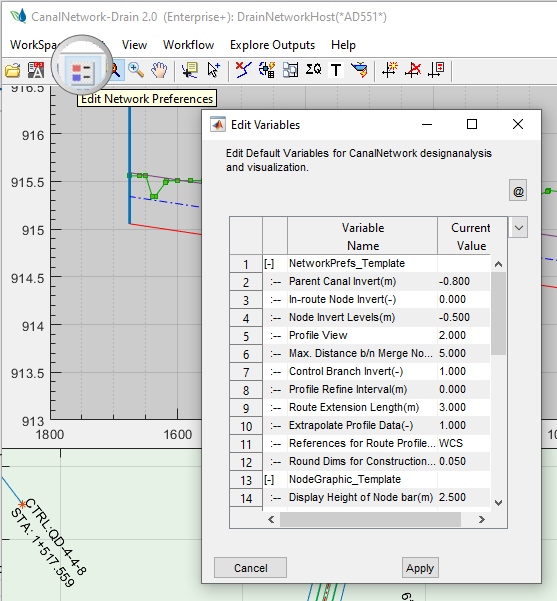 CanalNetwork-Drain 2.0 (Enterprise+): DrainNetworkHost(*AD551*)
WorkSpa View Workflow Explore Outputs Help
ΣQ T
Edit Network Preferences
916.5
916
915.5
915
914.5
914
913.5
913
1800
1600
10
Edit Variables
Edit Default Variables for CanalNetwork designanalysis
and visualization.
@
Variable Name Current Value
1 [-] NetworkPrefs_Template
2 :-- Parent Canal Invert(m) -0.800
3 :-- In-route Node Invert(-) 0.000
4 :-- Node Invert Levels(m) -0.500
5 :-- Profile View 2.000
6 :-- Max. Distance b/n Merge No... 5.000
7 :-- Control Branch Invert(-) 1.000
8 :-- Profile Refine Interval(m) 0.000
9 :-- Route Extension Length(m) 3.000
10 :-- Extrapolate Profile Data(-) 1.000
11 :-- References for Route Profile... WCS
12 :-- Round Dims for Construction... 0.050
13 [-] NodeGraphic_Template
14 :-- Display Height of Node bar(m) 2.500
Cancel Apply
CTRL:QD-4-4-8
STA: 1+517.559